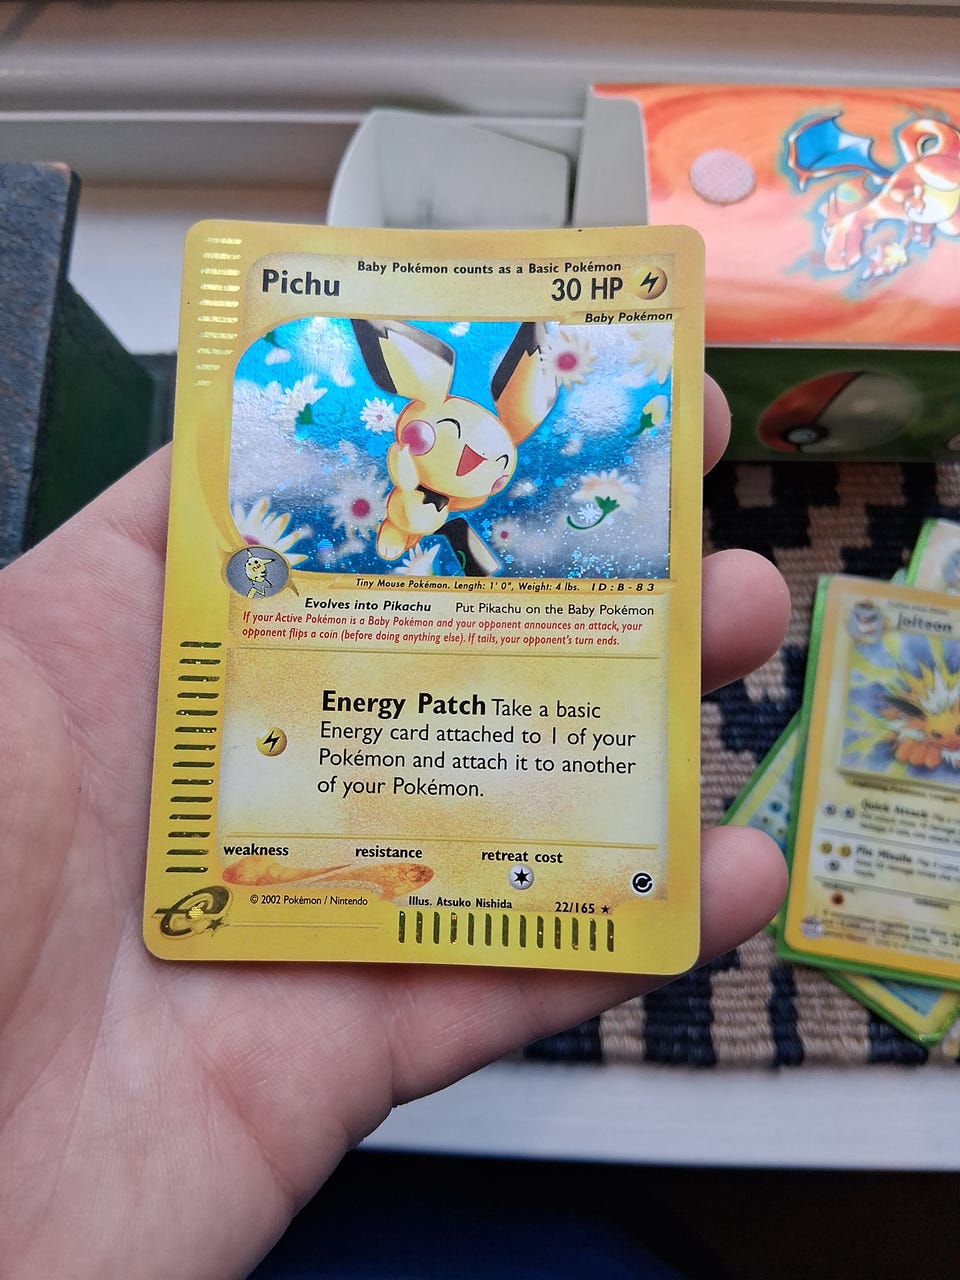 Baby Pokémon counts as a Basic Pokémon
Pichu
30 HP
Baby Pokémon
Tiny Mouse Pokémon. Length: 1' 0", Weight: 4 lbs. ID:B-83
Evolves into Pikachu Put Pikachu on the Baby Pokémon
If your Active Pokémon is a Baby Pokémon and your opponent announces an attack, your
opponent flips a coin (before doing anything else). If tails, your opponent's turn ends.
Energy Patch Take a basic
Energy card attached to 1 of your
Pokémon and attach it to another
of your Pokémon.
weakness resistance retreat cost
© 2002 Pokémon / Nintendo Illus. Atsuko Nishida 22/165 ★
e
Jolteon
Quick Attack
Pin Missile